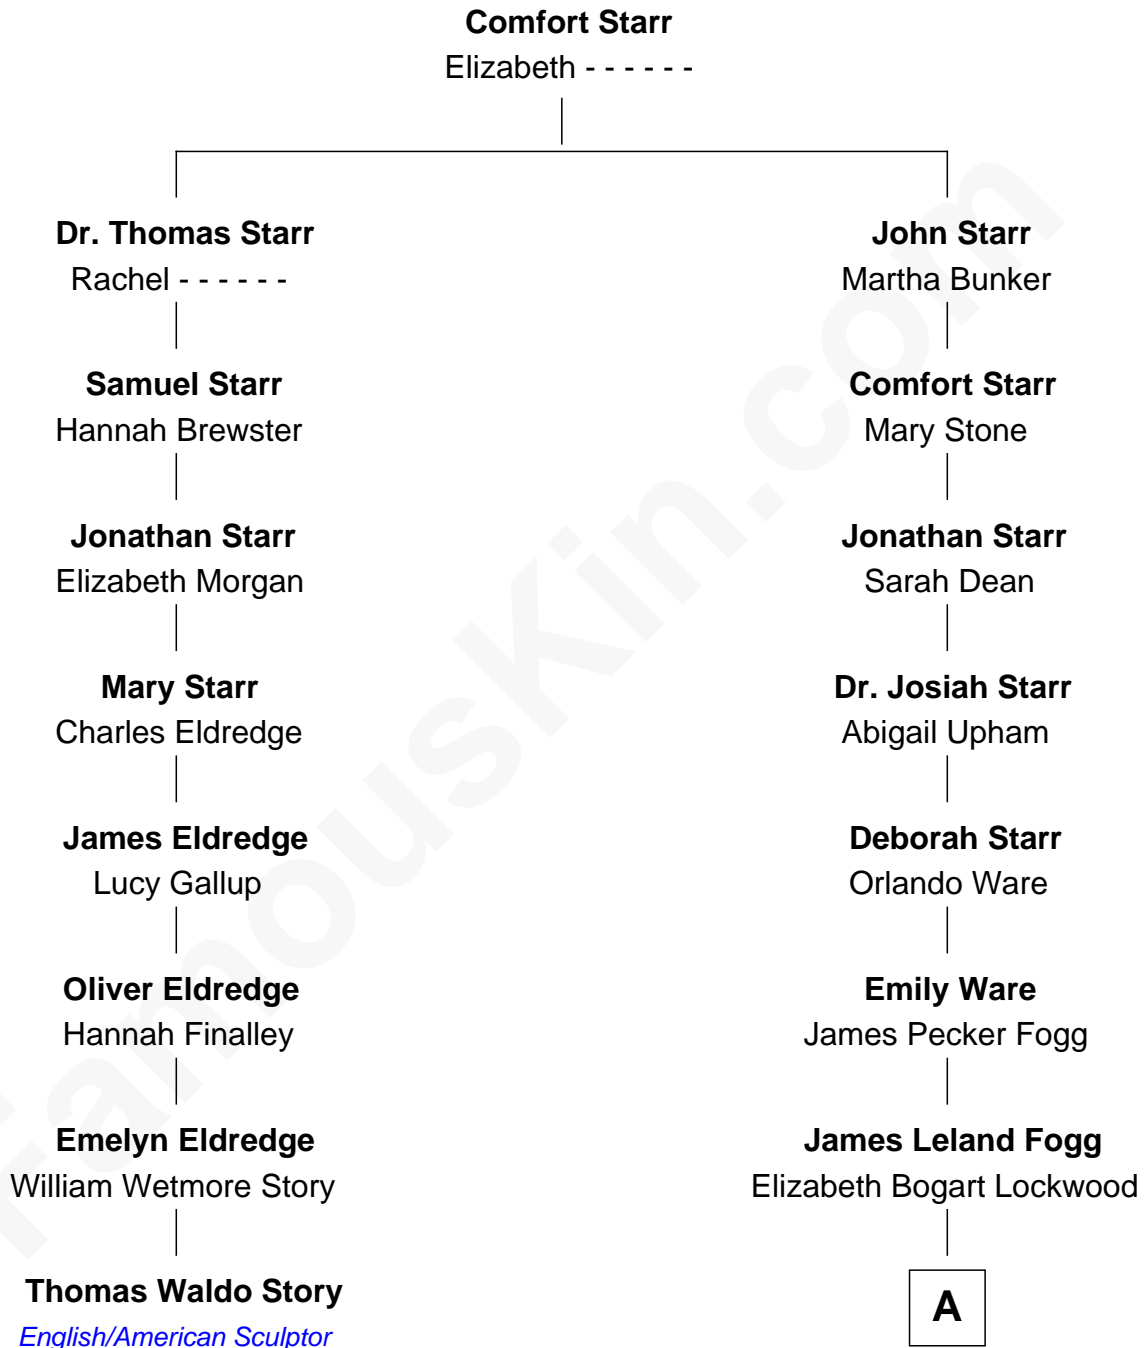 Comfort Starr
Elizabeth - - - - - -
Dr. Thomas Starr
Rachel - - - - - -
Samuel Starr
Hannah Brewster
Jonathan Starr
Elizabeth Morgan
Mary Starr
Charles Eldredge
James Eldredge
Lucy Gallup
Oliver Eldredge
Hannah Finalley
Emelyn Eldredge
William Wetmore Story
Thomas Waldo Story
English/American Sculptor
John Starr
Martha Bunker
Comfort Starr
Mary Stone
Jonathan Starr
Sarah Dean
Dr. Josiah Starr
Abigail Upham
Deborah Starr
Orlando Ware
Emily Ware
James Pecker Fogg
James Leland Fogg
Elizabeth Bogart Lockwood
A
FamousKin.com